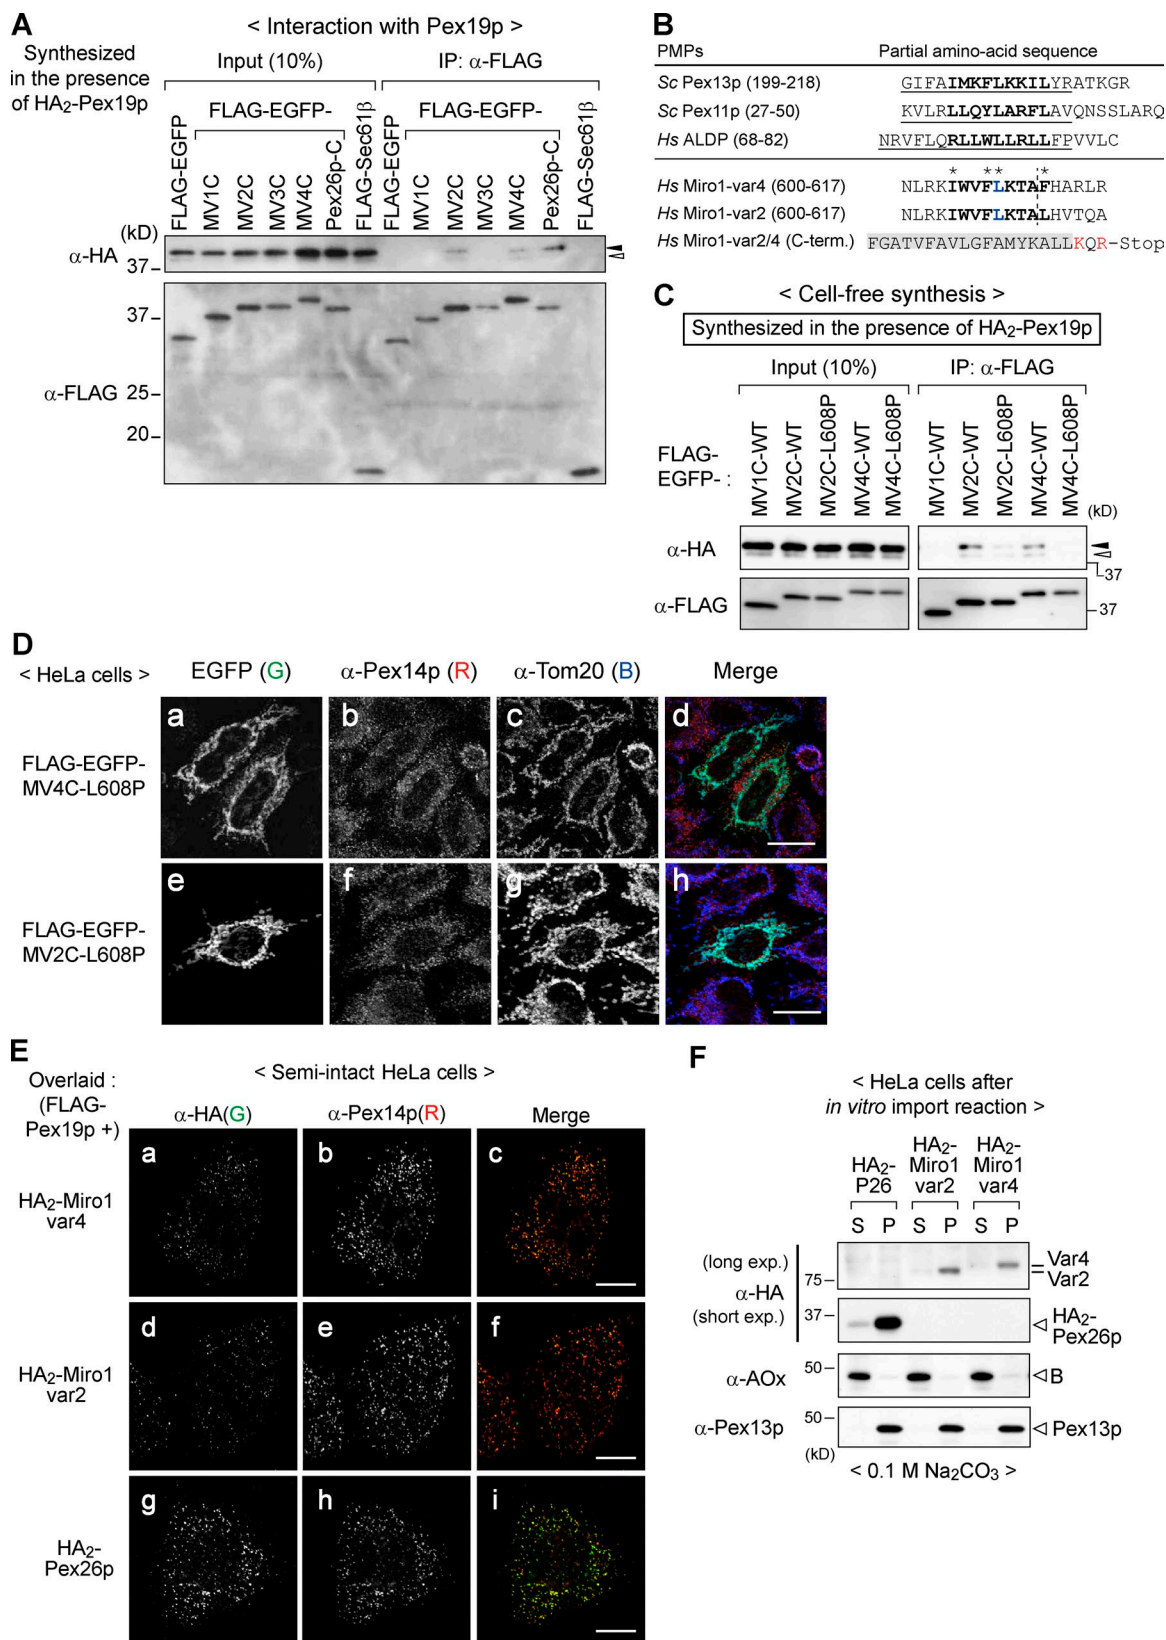 A
< Interaction with Pex19p >
Synthesized
in the presence
of HA2-Pex19p
Input (10%)
IP: α-FLAG
FLAG-EGFP-
FLAG-EGFP-
FLAG-EGFP
MV1C
MV2C
MV3C
MV4C
Pex26p-C
FLAG-Sec61β
FLAG-EGFP
MV1C
MV2C
MV3C
MV4C
Pex26p-C
FLAG-Sec61β
(kD)
α-HA
37
37
α-FLAG
25
20
B
PMPs Partial amino-acid sequence
Sc Pex13p (199-218) GIFAIMKFLKKILYRATKGR
Sc Pex11p (27-50) KVLRLLQYLARFLAVQNSSLARQ
Hs ALDP (68-82) NRVFLQRLLWLLRLLFPVVLC
* ** *
Hs Miro1-var4 (600-617) NLRKIWVFLKTAFHARLR
Hs Miro1-var2 (600-617) NLRKIWVFLKTALHVTQA
Hs Miro1-var2/4 (C-term.) FGATVFAVLGFAMYKALLKQR-Stop
C
< Cell-free synthesis >
Synthesized in the presence of HA2-Pex19p
Input (10%)
IP: α-FLAG
FLAG-
EGFP- :
MV1C-WT
MV2C-WT
MV2C-L608P
MV4C-WT
MV4C-L608P
MV1C-WT
MV2C-WT
MV2C-L608P
MV4C-WT
MV4C-L608P
(kD)
α-HA
37
α-FLAG
37
D
< HeLa cells >
EGFP (G)
α-Pex14p (R)
α-Tom20 (B)
Merge
FLAG-EGFP-
MV4C-L608P
a
b
c
d
FLAG-EGFP-
MV2C-L608P
e
f
g
h
E
< Semi-intact HeLa cells >
Overlaid :
(FLAG-
Pex19p +)
α-HA(G)
α-Pex14p(R)
Merge
HA2-Miro1
var4
a
b
c
HA2-Miro1
var2
d
e
f
HA2-
Pex26p
g
h
i
F
< HeLa cells after
in vitro import reaction >
HA2-
P26
HA2-
Miro1
var2
HA2-
Miro1
var4
S P S P S P
(long exp.)
75
Var4
Var2
α-HA
(short exp.)
37
HA2-
Pex26p
α-AOx
50
B
α-Pex13p
50
Pex13p
(kD)
< 0.1 M Na2CO3 >